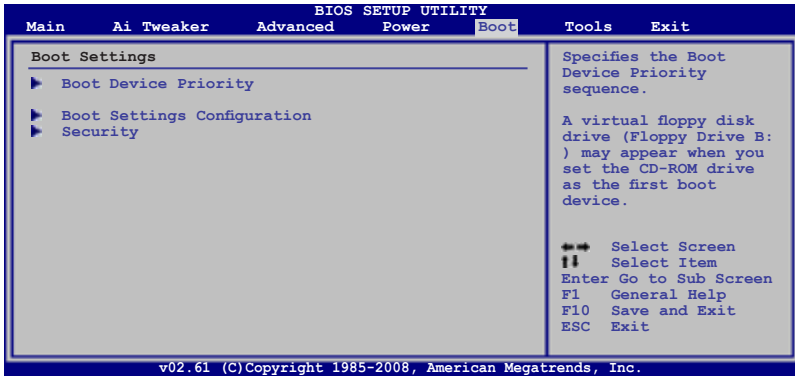 BIOS SETUP UTILITY
Main Ai Tweaker Advanced Power Boot Tools Exit
Boot Settings
Boot Device Priority
Boot Settings Configuration
Security
Specifies the Boot
Device Priority
sequence.
A virtual floppy disk
drive (Floppy Drive B:
) may appear when you
set the CD-ROM drive
as the first boot
device.
Select Screen
Select Item
Enter Go to Sub Screen
F1 General Help
F10 Save and Exit
ESC Exit
v02.61 (C)Copyright 1985-2008, American Megatrends, Inc.